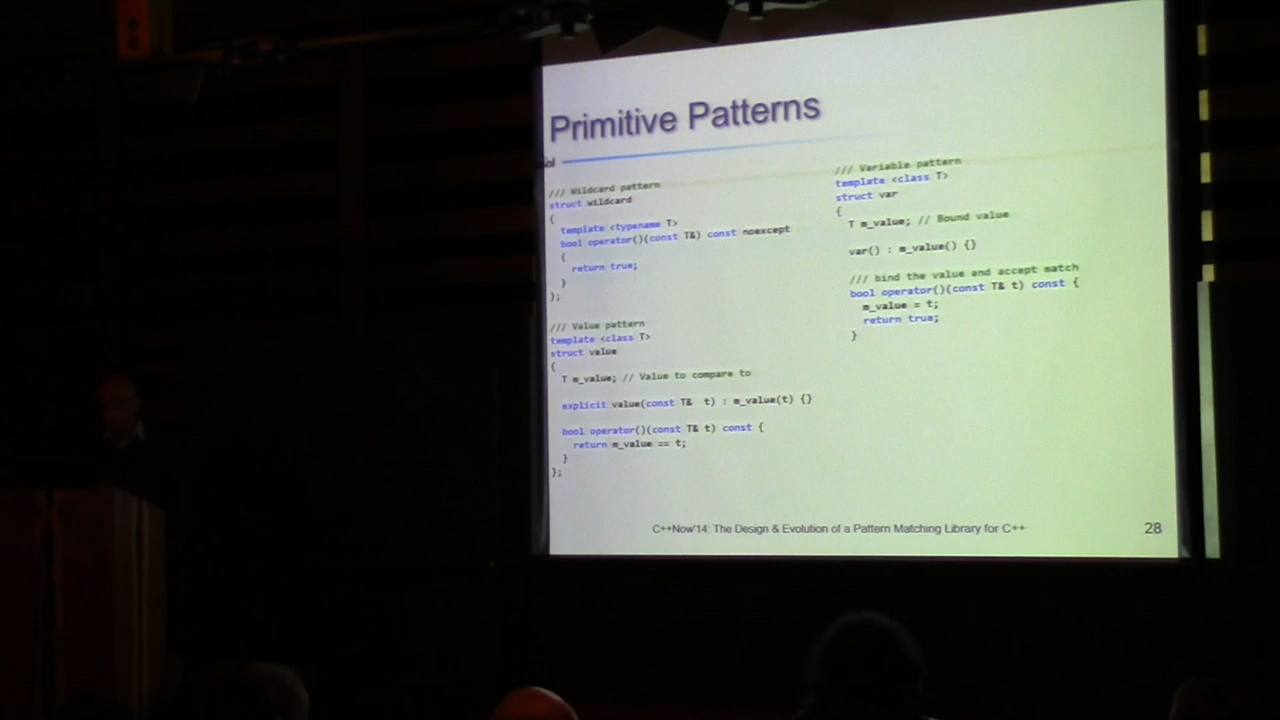 Primitive Patterns
/// Wildcard pattern
struct wildcard
{
template <typename T>
bool operator()(const T&) const noexcept
{
return true;
}
};
/// Value pattern
template <class T>
struct value
{
T m_value; // Value to compare to
explicit value(const T& t) : m_value(t) {}
bool operator()(const T& t) const {
return m_value == t;
}
};
/// Variable pattern
template <class T>
struct var
{
T m_value; // Bound value
var() : m_value() {}
/// bind the value and accept match
bool operator()(const T& t) const {
m_value = t;
return true;
}
C++Now'14: The Design & Evolution of a Pattern Matching Library for C++
28